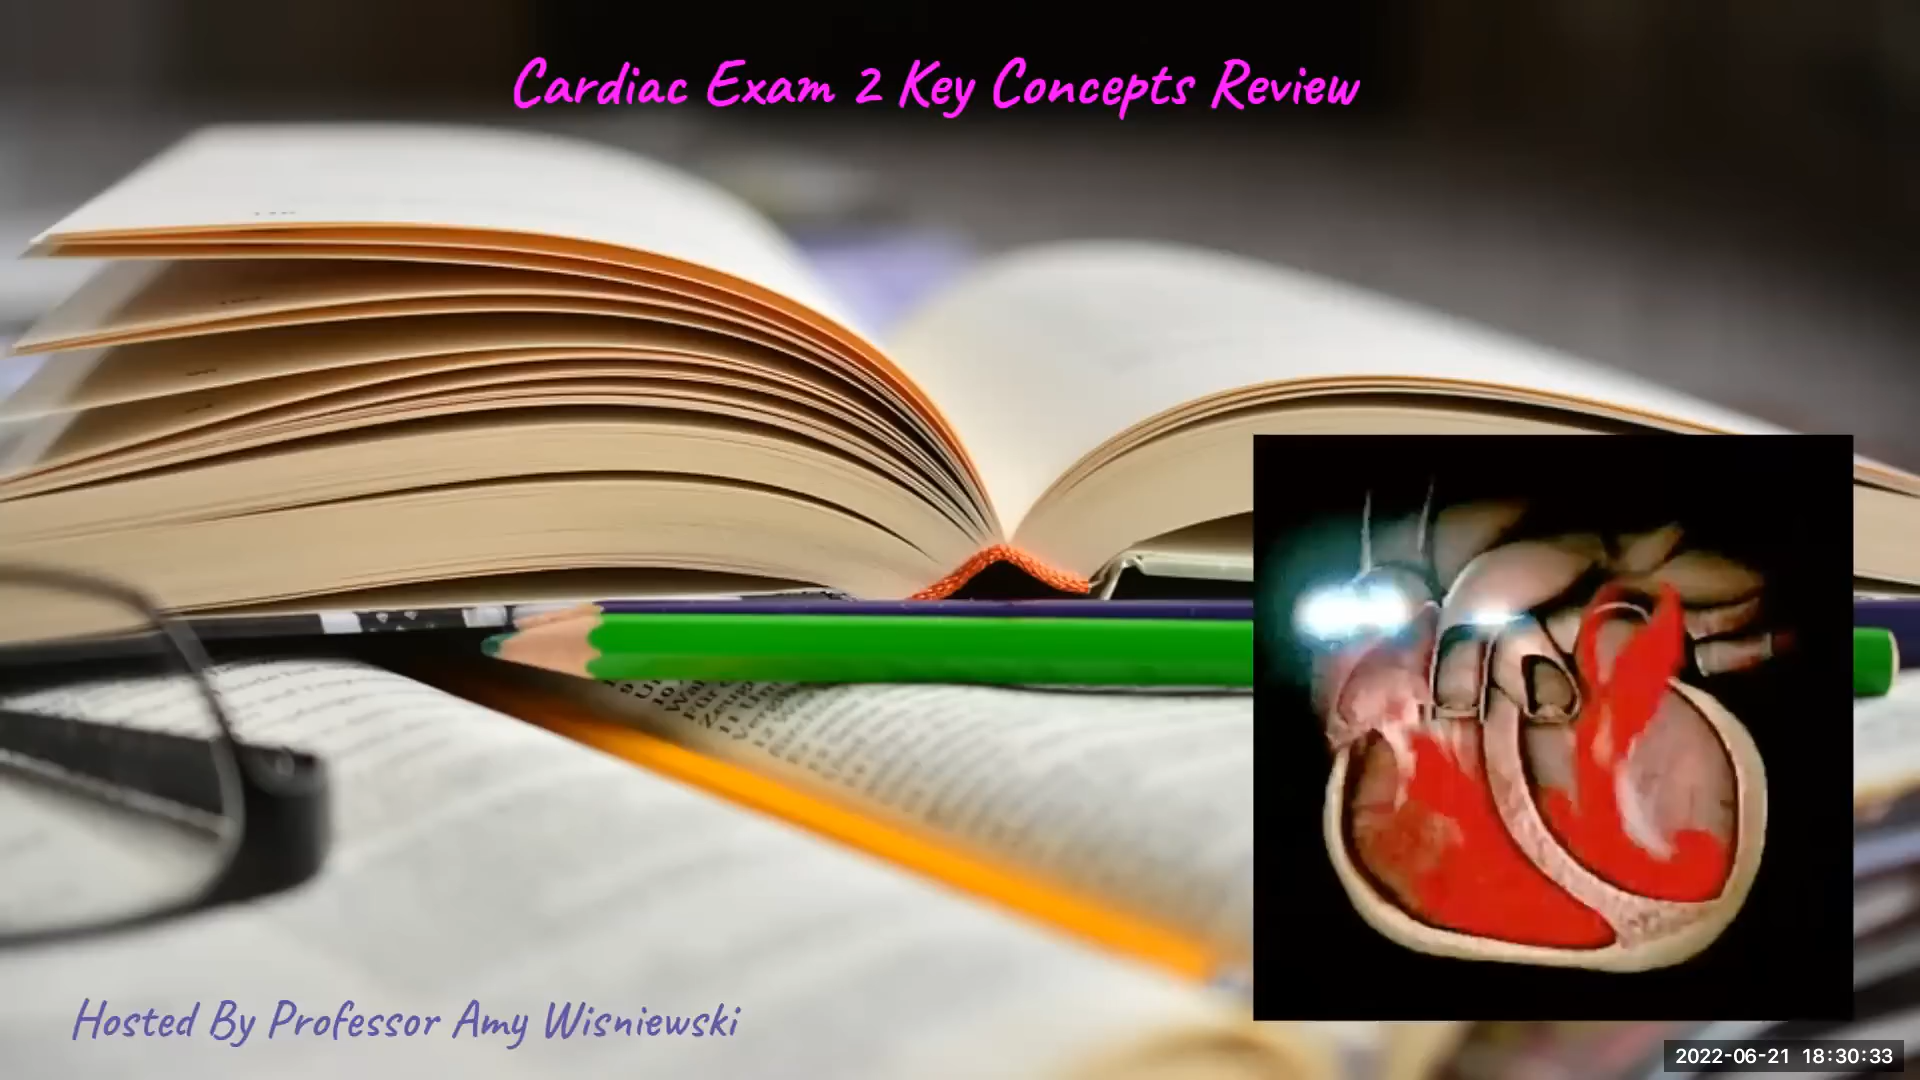 Cardiac Exam 2 Key Concepts Review
Hosted By Professor Amy Wisniewski
2022-06-21 18:30:33